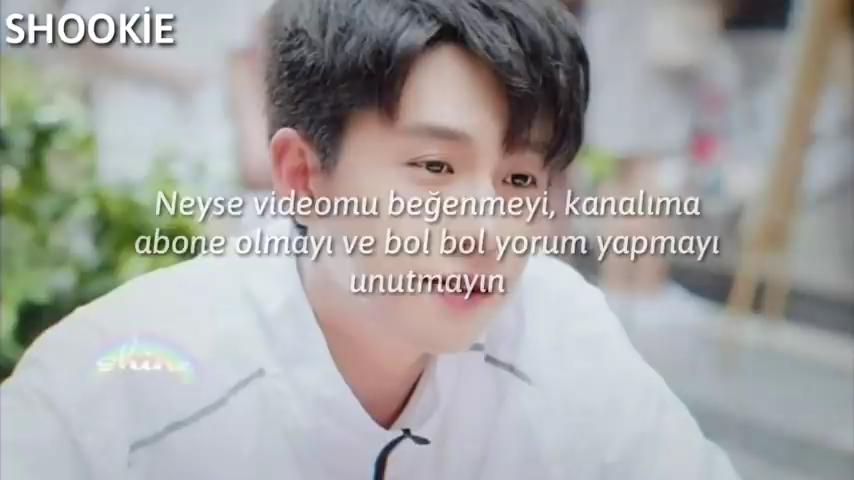 SHOOKİE
Neyse videomu beğenmeyi, kanalıma
abone olmayı ve bol bol yorum yapmayı
unutmayın